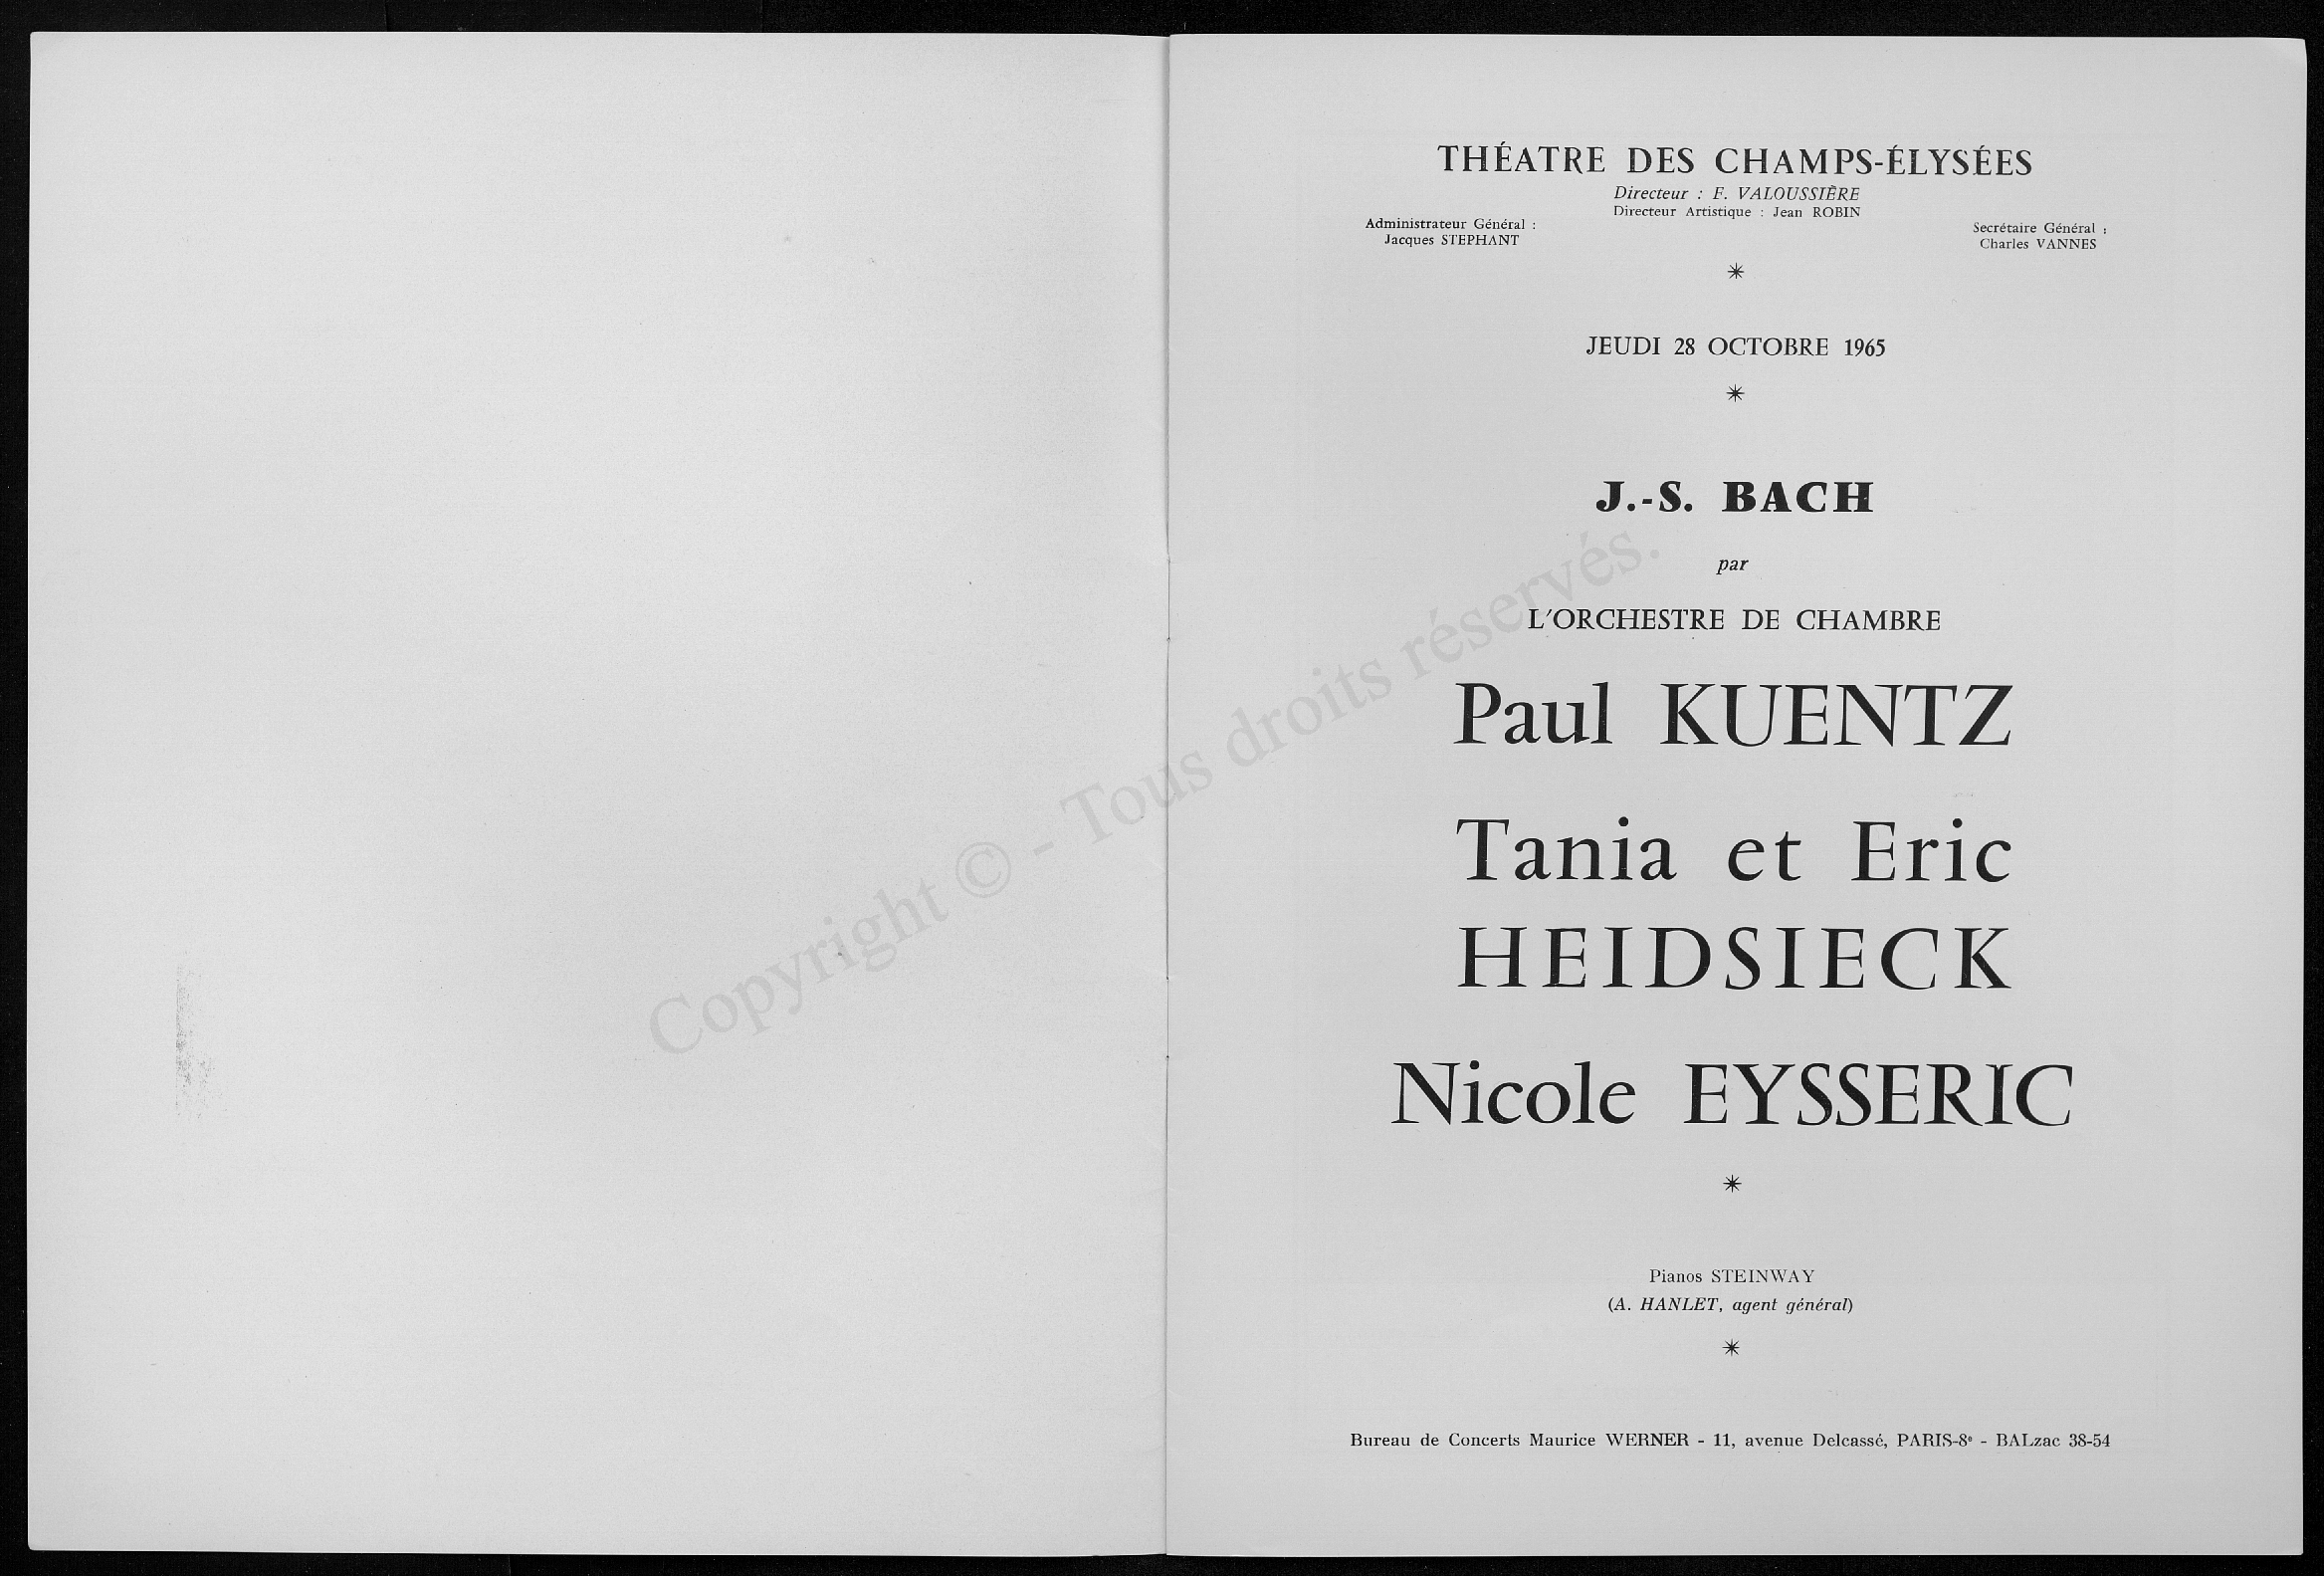 THÉATRE DES CHAMPS-ÉLYSÉES
Directeur : F. VALOUSSIÈRE
Directeur Artistique : Jean ROBIN
Administrateur Général :
Jacques STEPHANT
Secrétaire Général :
Charles VANNES
JEUDI 28 OCTOBRE 1965
J.-S. BACH
par
L'ORCHESTRE DE CHAMBRE
Paul KUENTZ
Tania et Eric
HEIDSIECK
Nicole EYSSERIC
Pianos STEINWAY
(A. HANLET, agent général)
Bureau de Concerts Maurice WERNER - 11, avenue Delcassé, PARIS-8e - BALzac 38-54
Copyright © - Tous droits réservés.